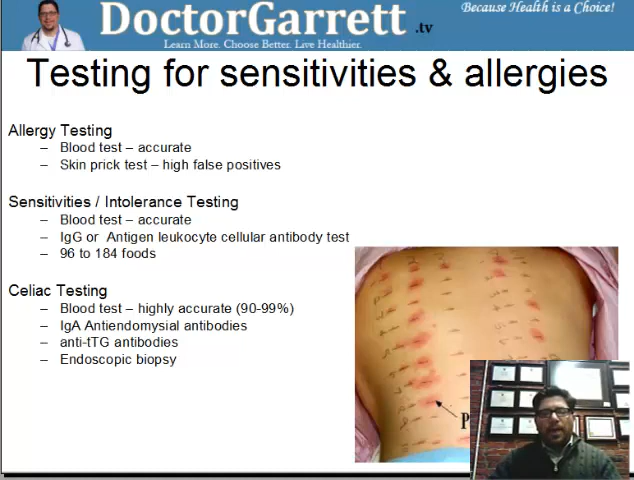 DoctorGarrett.tv
Because Health is a Choice!
Learn More. Choose Better. Live Healthier.
Testing for sensitivities & allergies
Allergy Testing
– Blood test – accurate
– Skin prick test – high false positives
Sensitivities / Intolerance Testing
– Blood test – accurate
– IgG or Antigen leukocyte cellular antibody test
– 96 to 184 foods
Celiac Testing
– Blood test – highly accurate (90-99%)
– IgA Antiendomysial antibodies
– anti-tTG antibodies
– Endoscopic biopsy